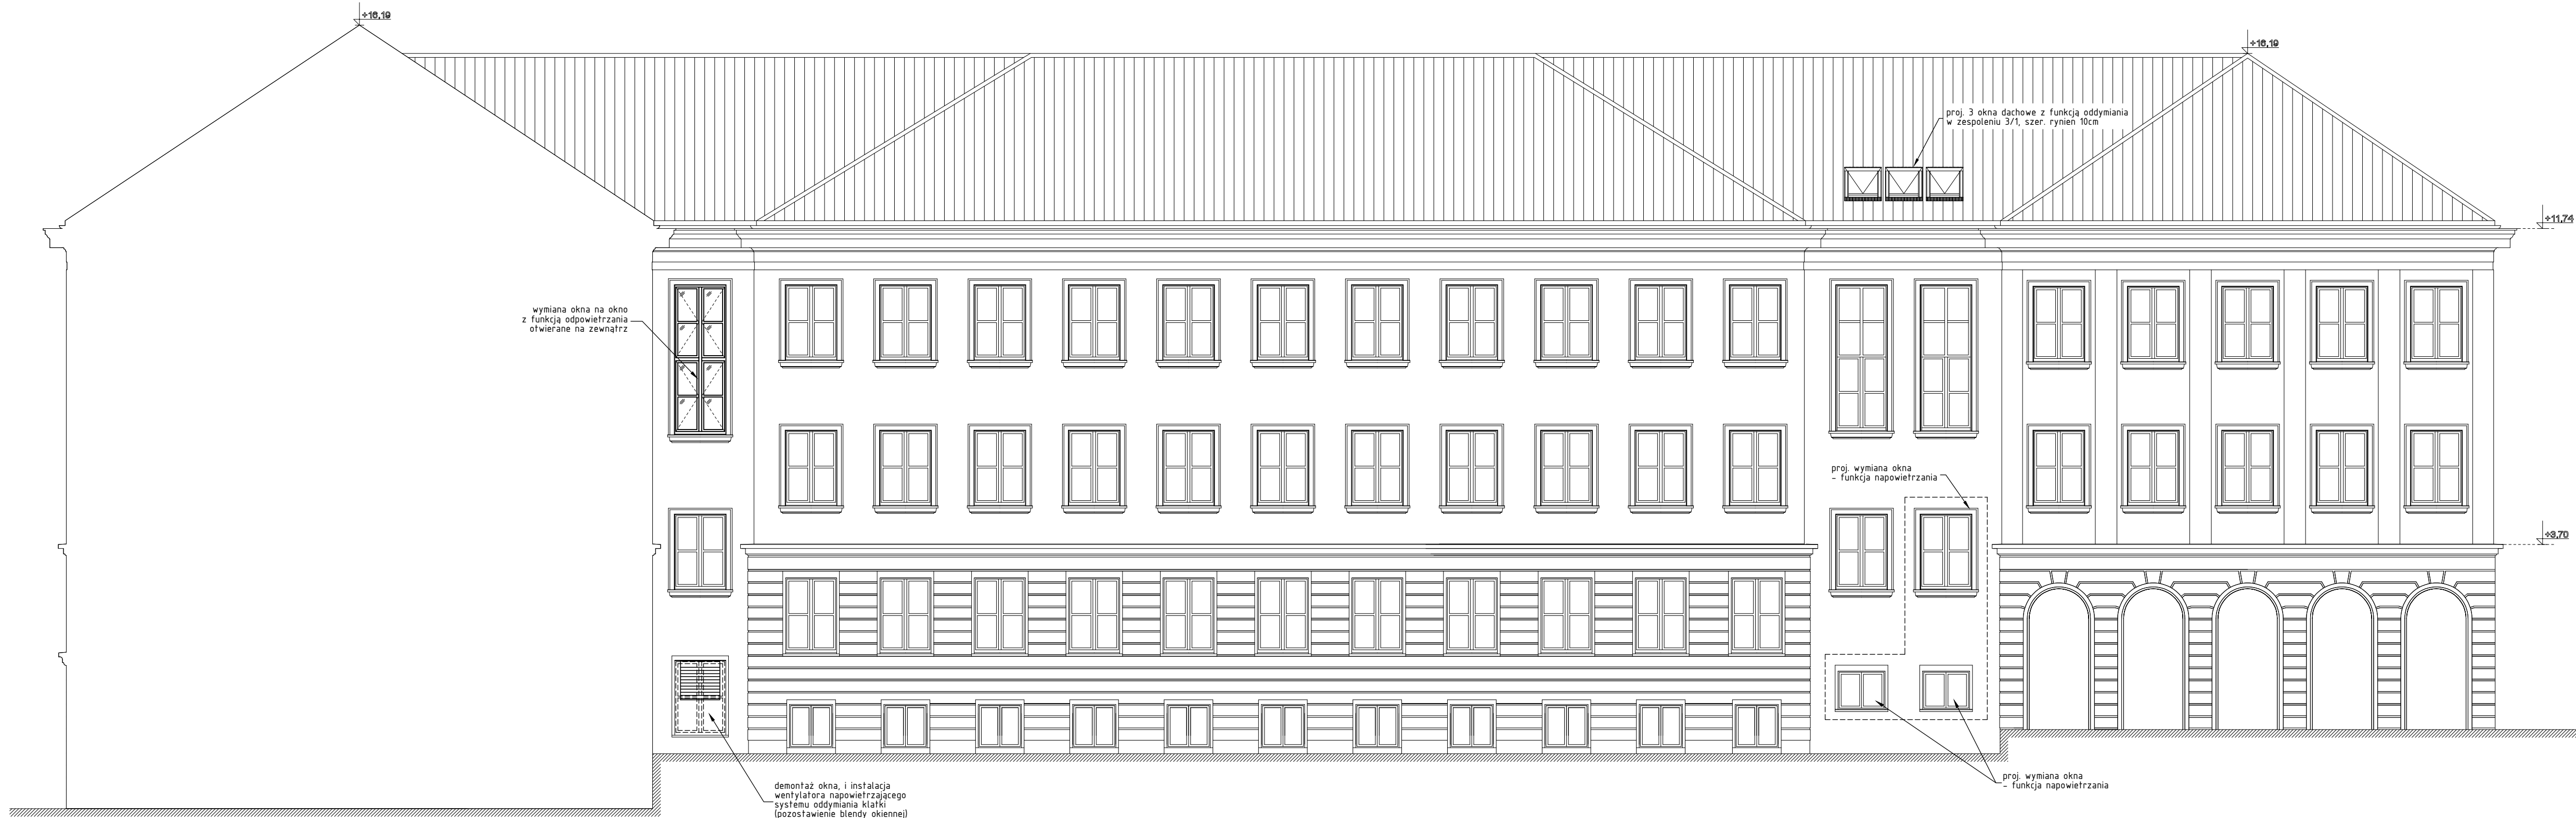 +16,19
+16,19
proj. 3 okna dachowe z funkcją oddymiania
w zespoleniu 3/1, szer. rynien 10cm
+11,74
wymiana okna na okno
z funkcją odpowietrzania
otwierane na zewnątrz
proj. wymiana okna
- funkcja napowietrzania
+3,70
proj. wymiana okna
- funkcja napowietrzania
demontaż okna, i instalacja
wentylatora napowietrzającego
systemu oddymiania klatki
(pozostawienie blendy okiennej)